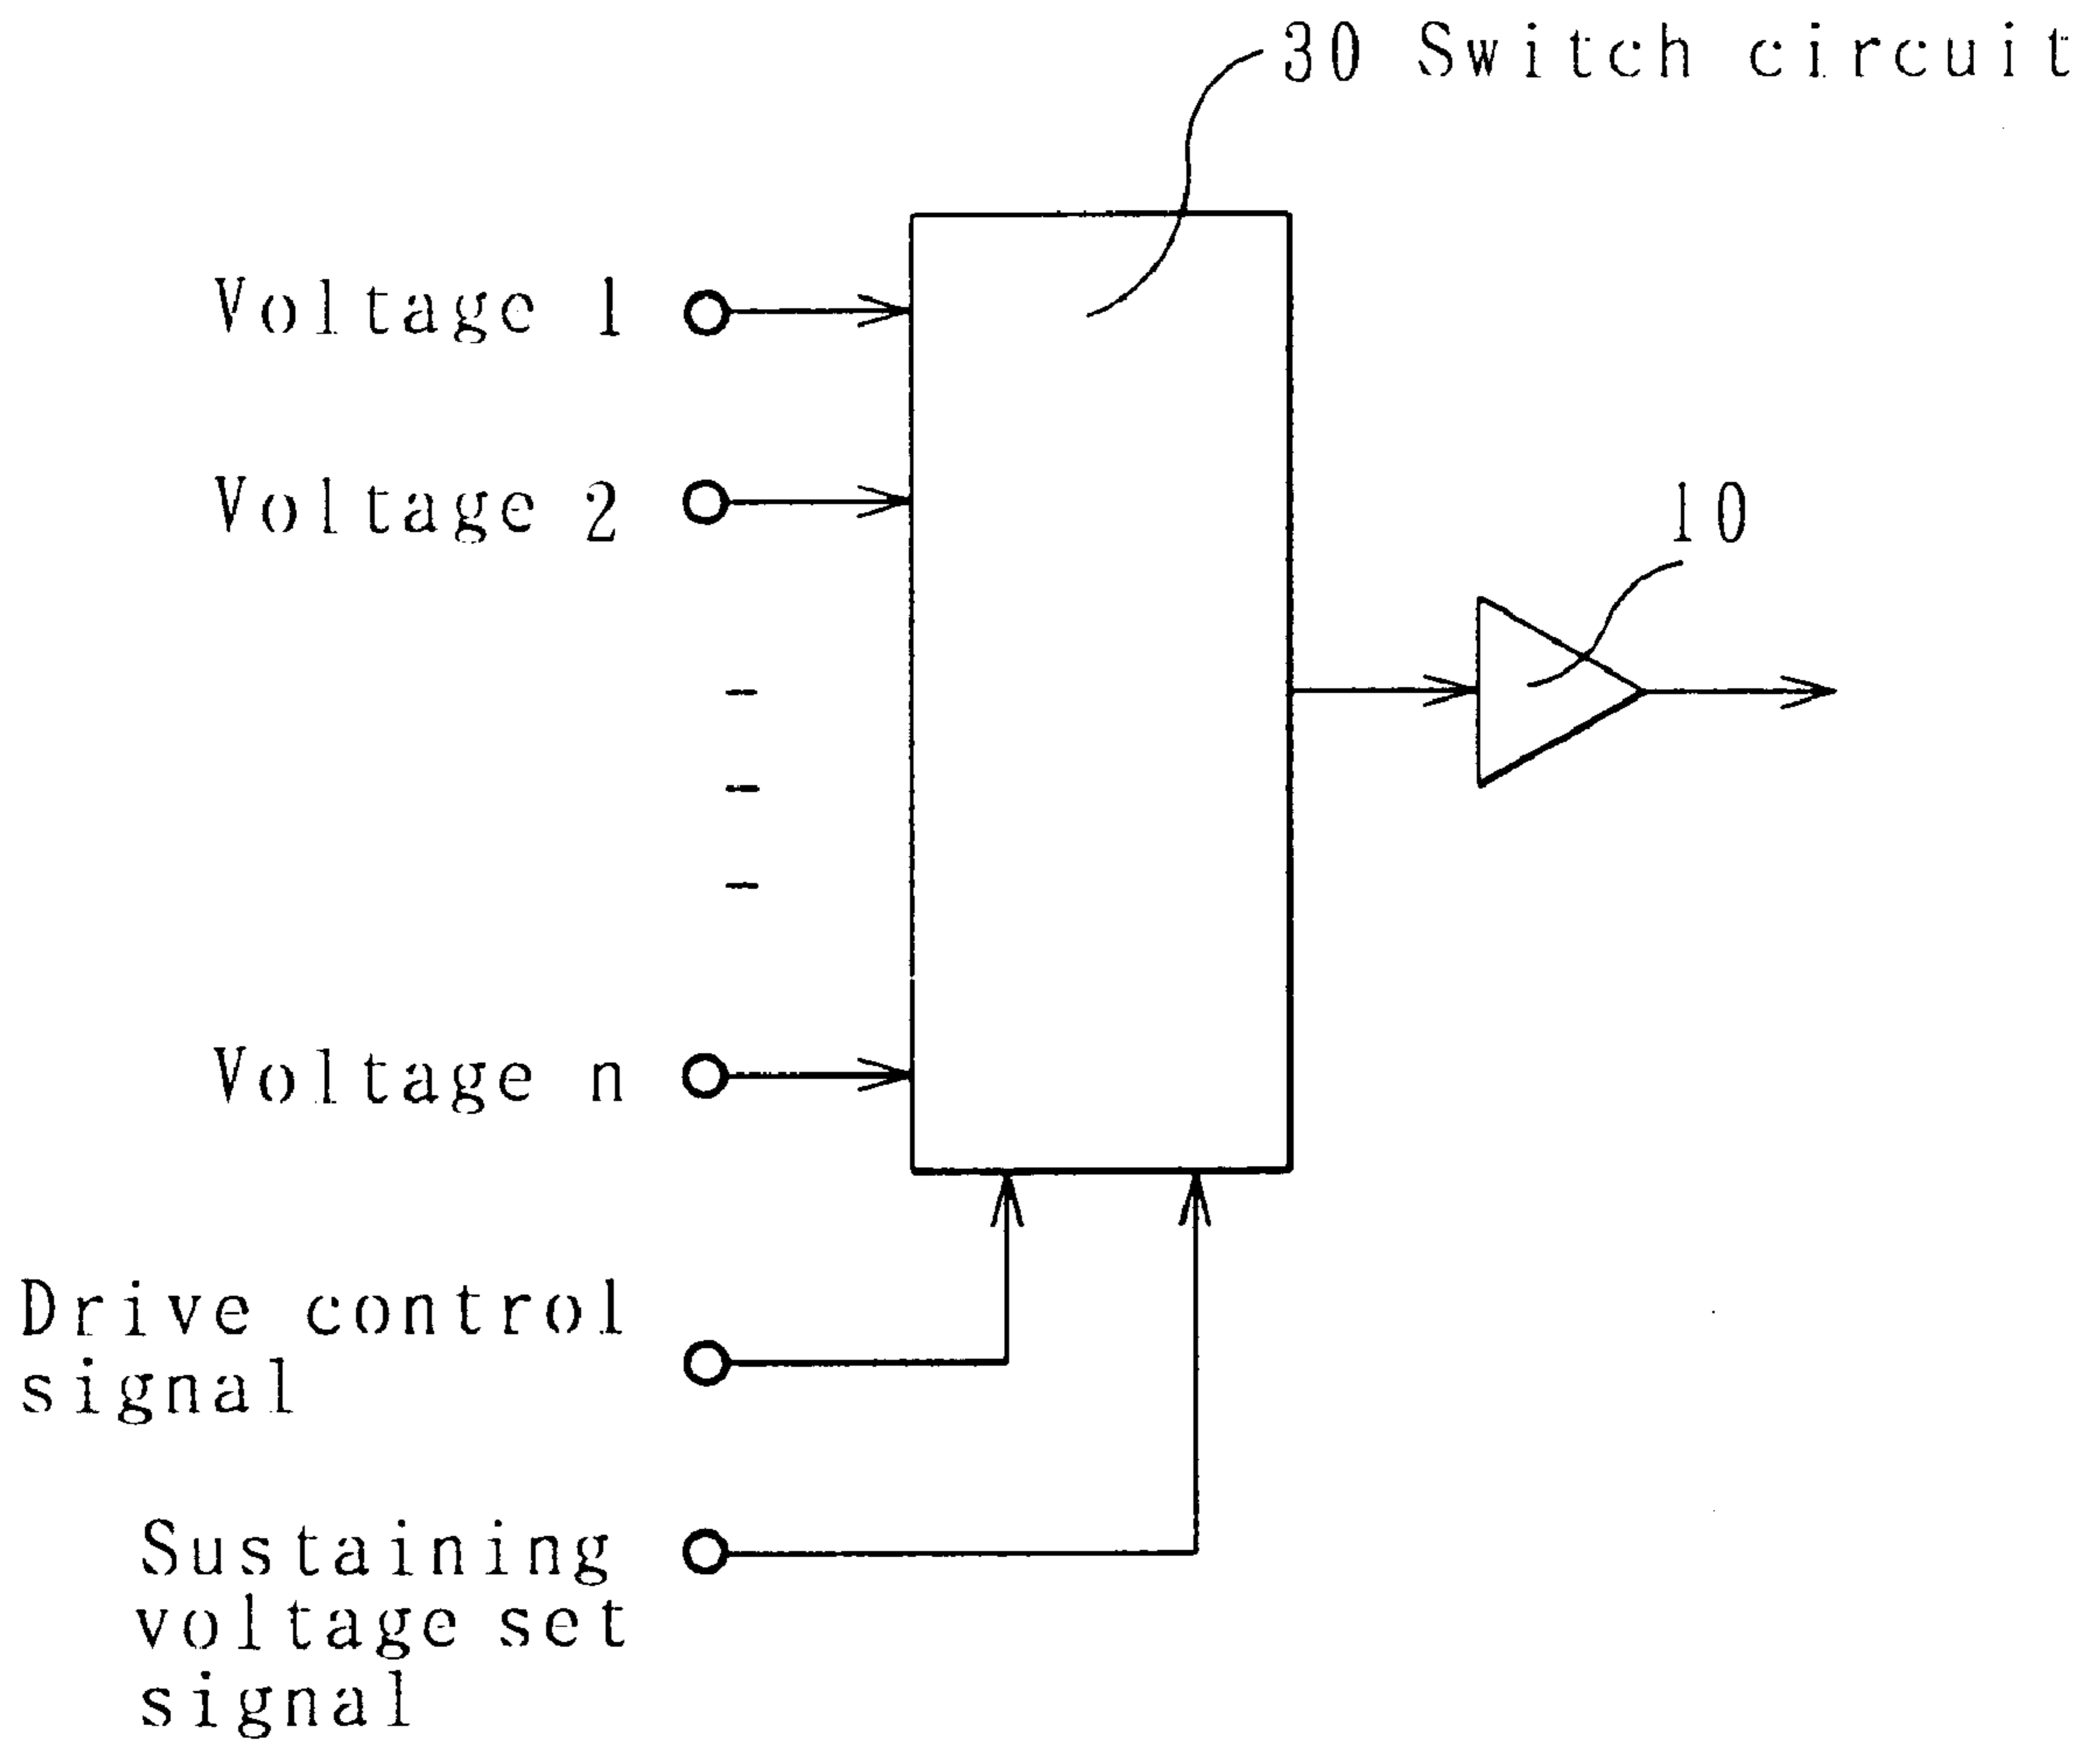 30 Switch circuit
Voltage 1
Voltage 2
10
Voltage n
Drive control
signal
Sustaining
voltage set
signal